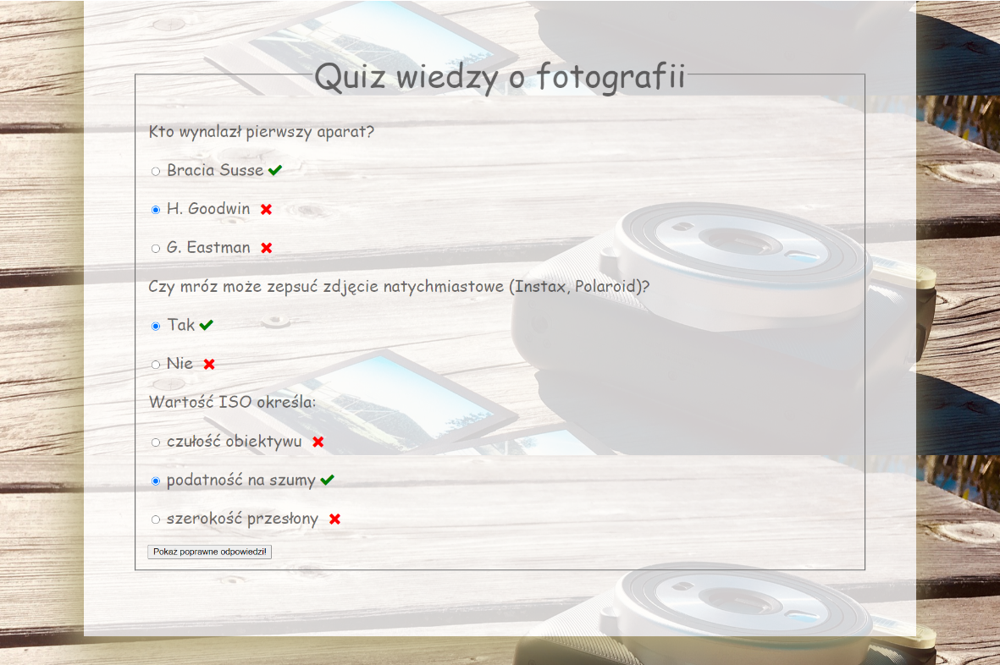 Quiz wiedzy o fotografii
Kto wynalazł pierwszy aparat?
Bracia Susse
H. Goodwin
G. Eastman
Czy mróz może zepsuć zdjęcie natychmiastowe (Instax, Polaroid)?
Tak
Nie
Wartość ISO określa:
czułość obiektywu
podatność na szumy
szerokość przesłony
Pokaż poprawne odpowiedzi!